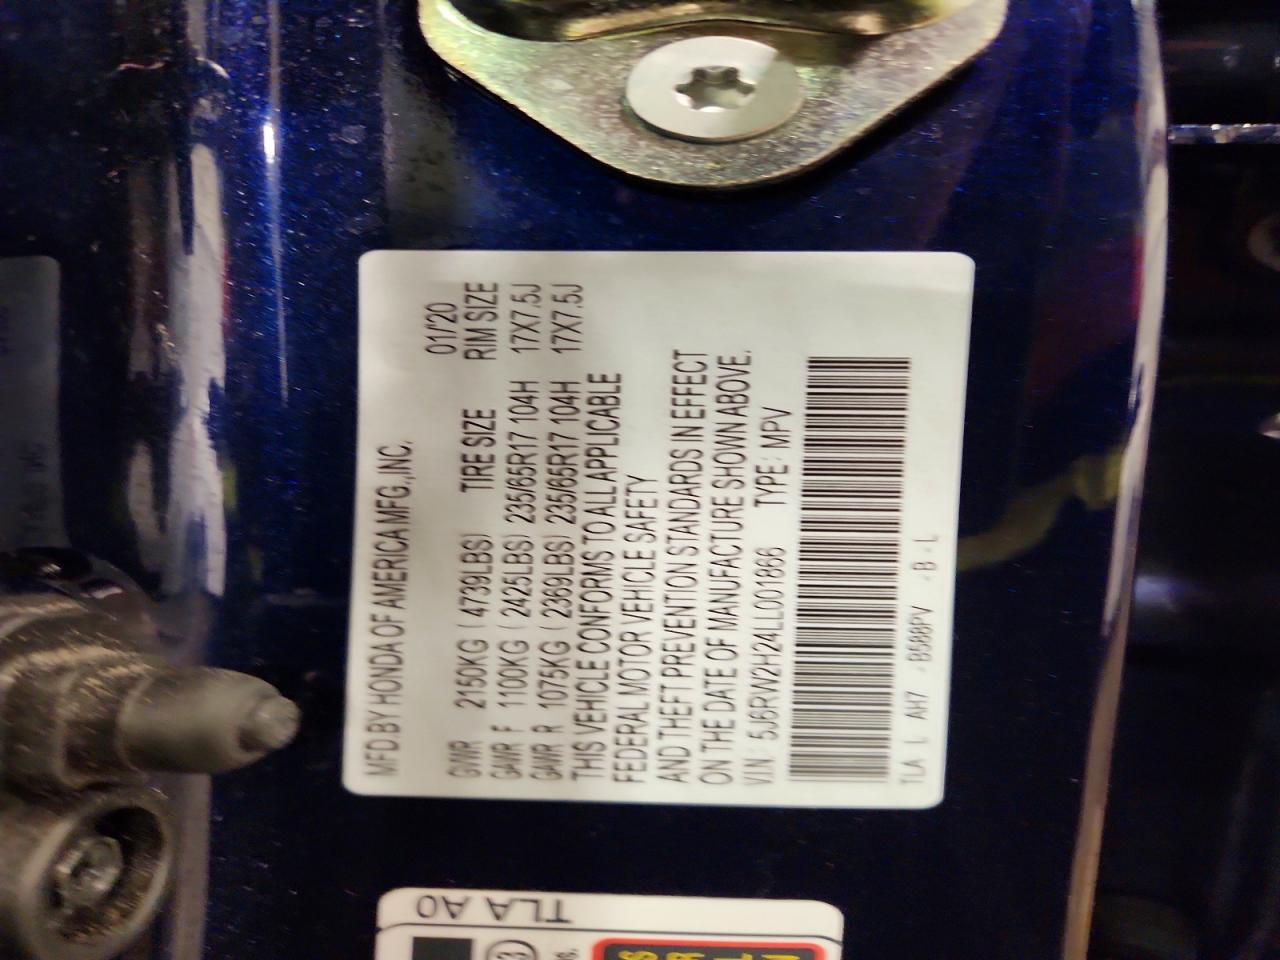 MFD.BY HONDA OF AMERICA MFG.,INC.
01/'20
GVWR 2150KG ( 4739LBS) TIRE SIZE RIM SIZE
GAWR F 1100KG ( 2425LBS) 235/65R17 104H 17X7.5J
GAWR R 1075KG ( 2369LBS) 235/65R17 104H 17X7.5J
THIS VEHICLE CONFORMS TO ALL APPLICABLE
FEDERAL MOTOR VEHICLE SAFETY
AND THEFT PREVENTION STANDARDS IN EFFECT
ON THE DATE OF MANUFACTURE SHOWN ABOVE.
V.I.N: 5J6RW2H24LL001866 TYPE: MPV
TLA L AH7 - B588PV - B - L
TLA A0